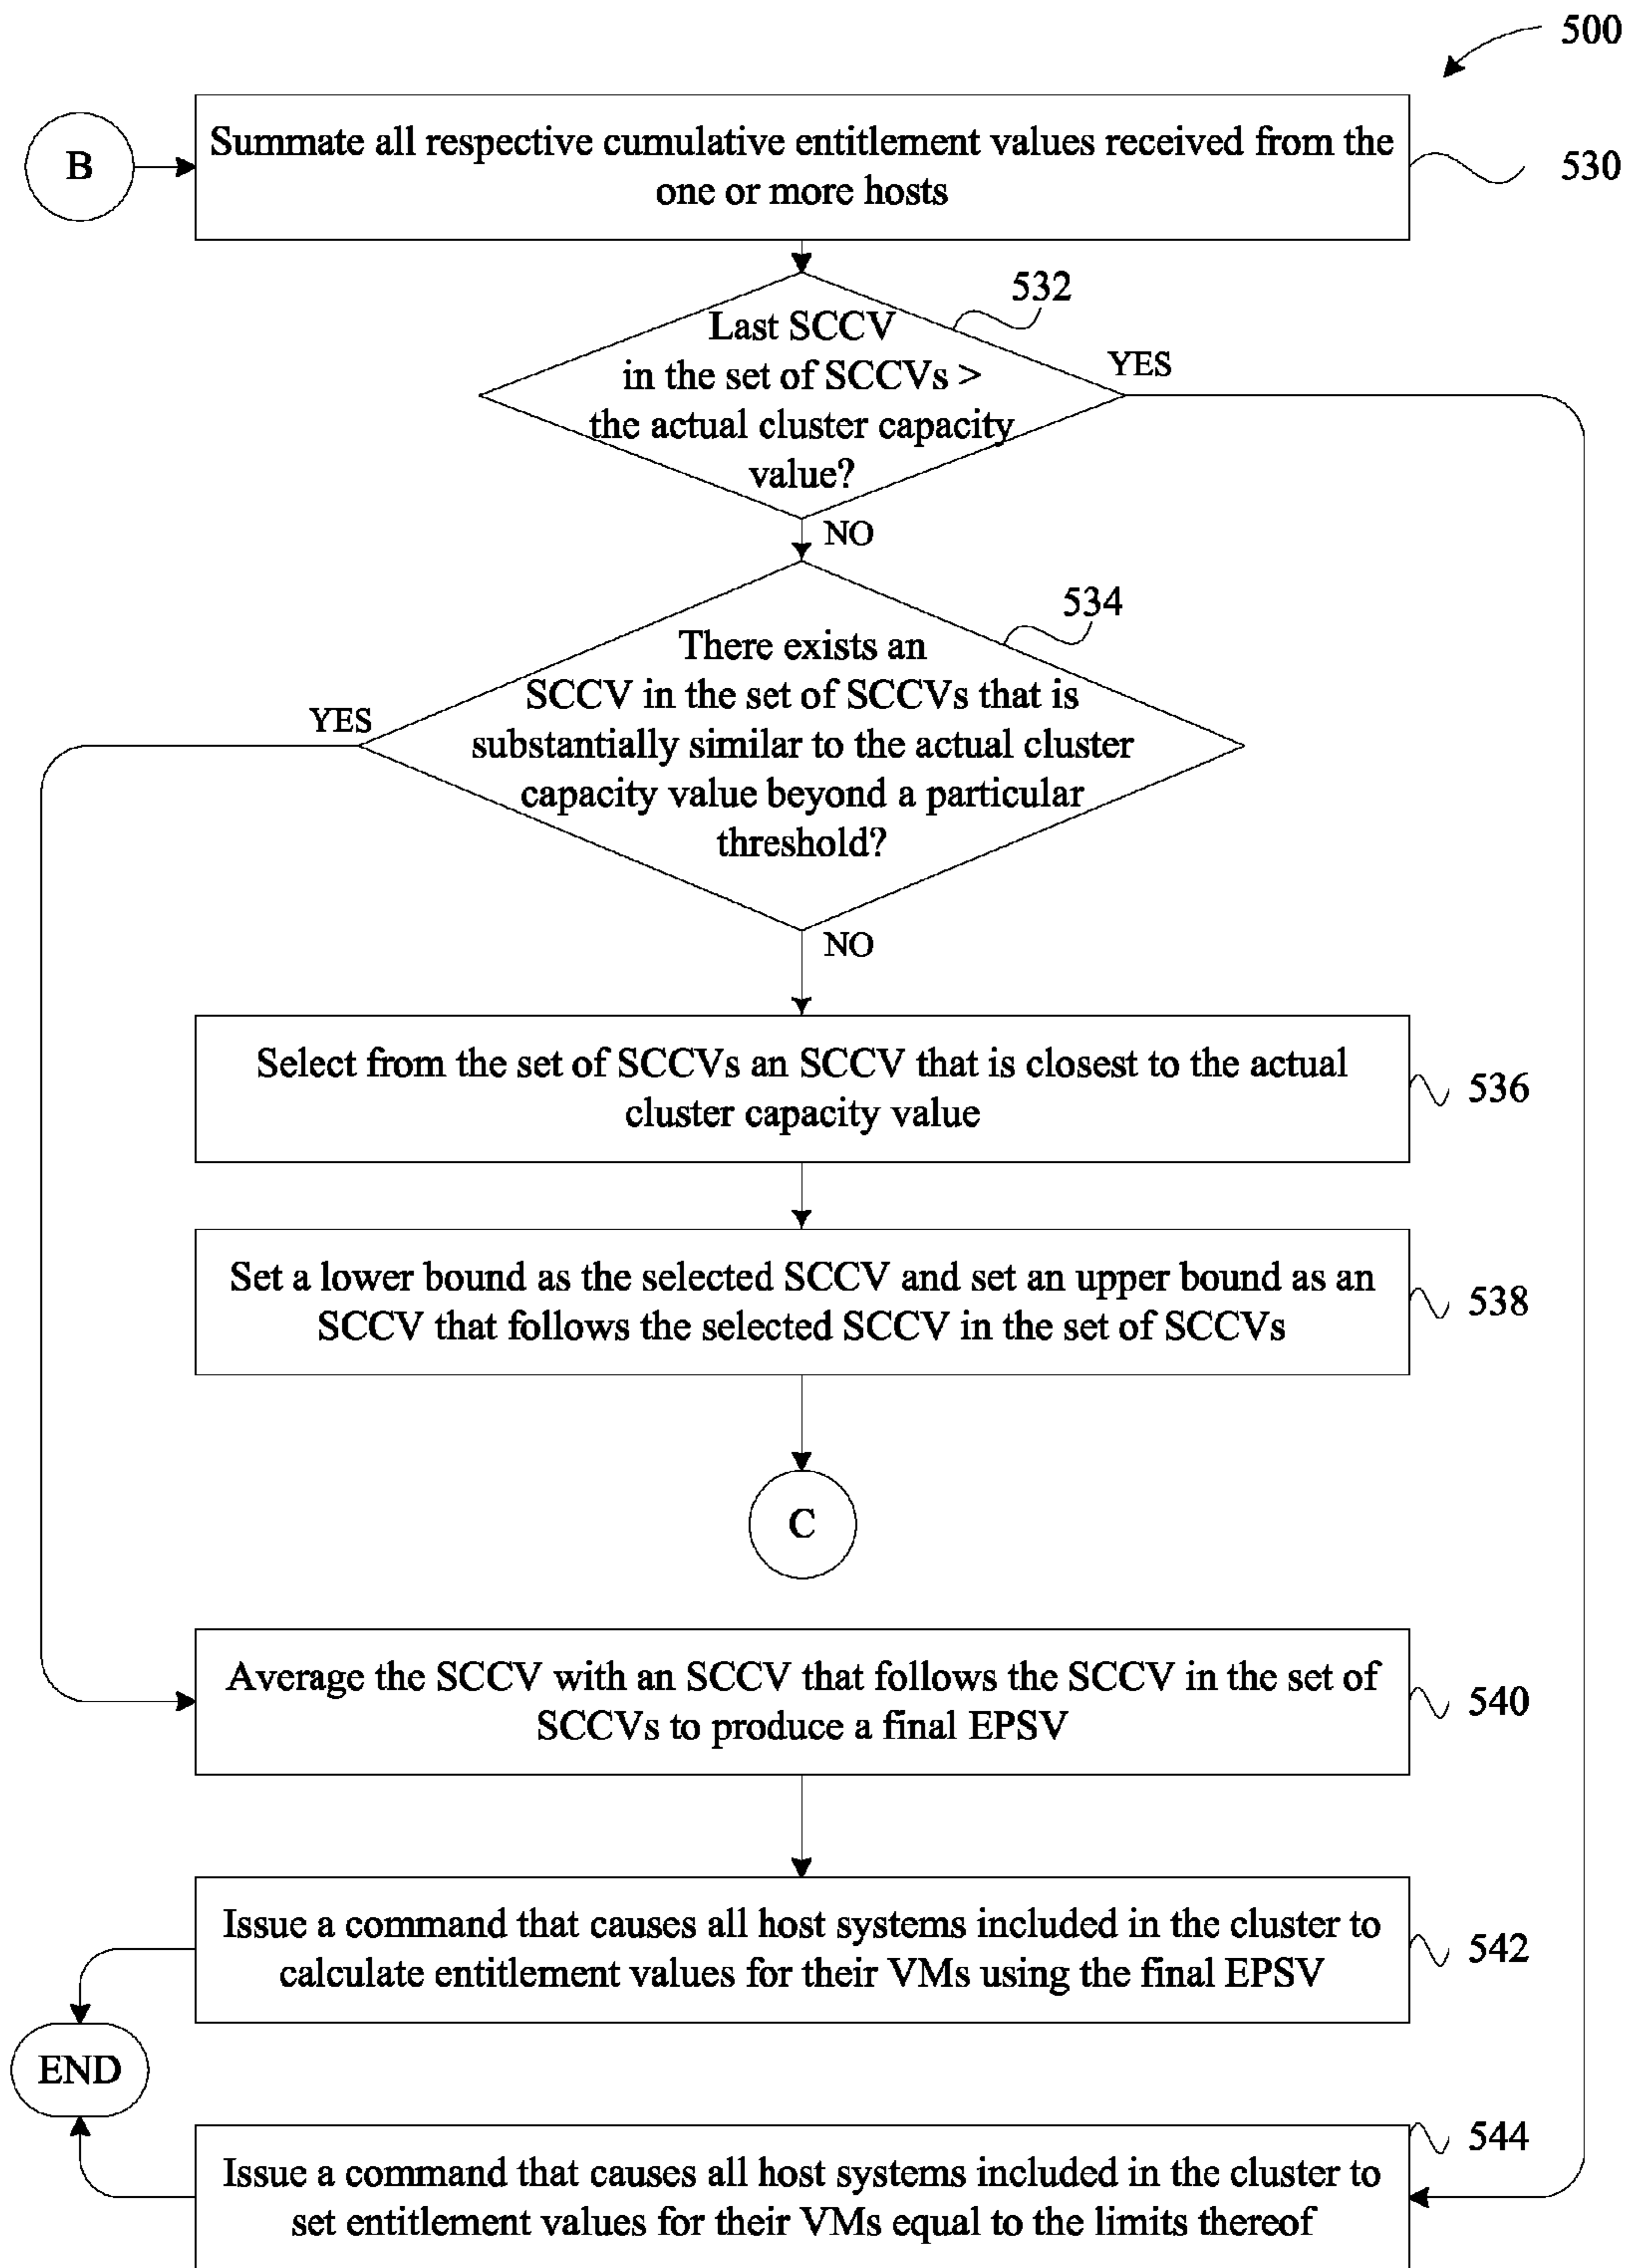 500
B
Summate all respective cumulative entitlement values received from the
one or more hosts
530
532
Last SCCV
in the set of SCCVs >
the actual cluster capacity
value?
YES
NO
534
There exists an
SCCV in the set of SCCVs that is
substantially similar to the actual cluster
capacity value beyond a particular
threshold?
YES
NO
Select from the set of SCCVs an SCCV that is closest to the actual
cluster capacity value
536
Set a lower bound as the selected SCCV and set an upper bound as an
SCCV that follows the selected SCCV in the set of SCCVs
538
C
Average the SCCV with an SCCV that follows the SCCV in the set of
SCCVs to produce a final EPSV
540
Issue a command that causes all host systems included in the cluster to
calculate entitlement values for their VMs using the final EPSV
542
END
Issue a command that causes all host systems included in the cluster to
set entitlement values for their VMs equal to the limits thereof
544